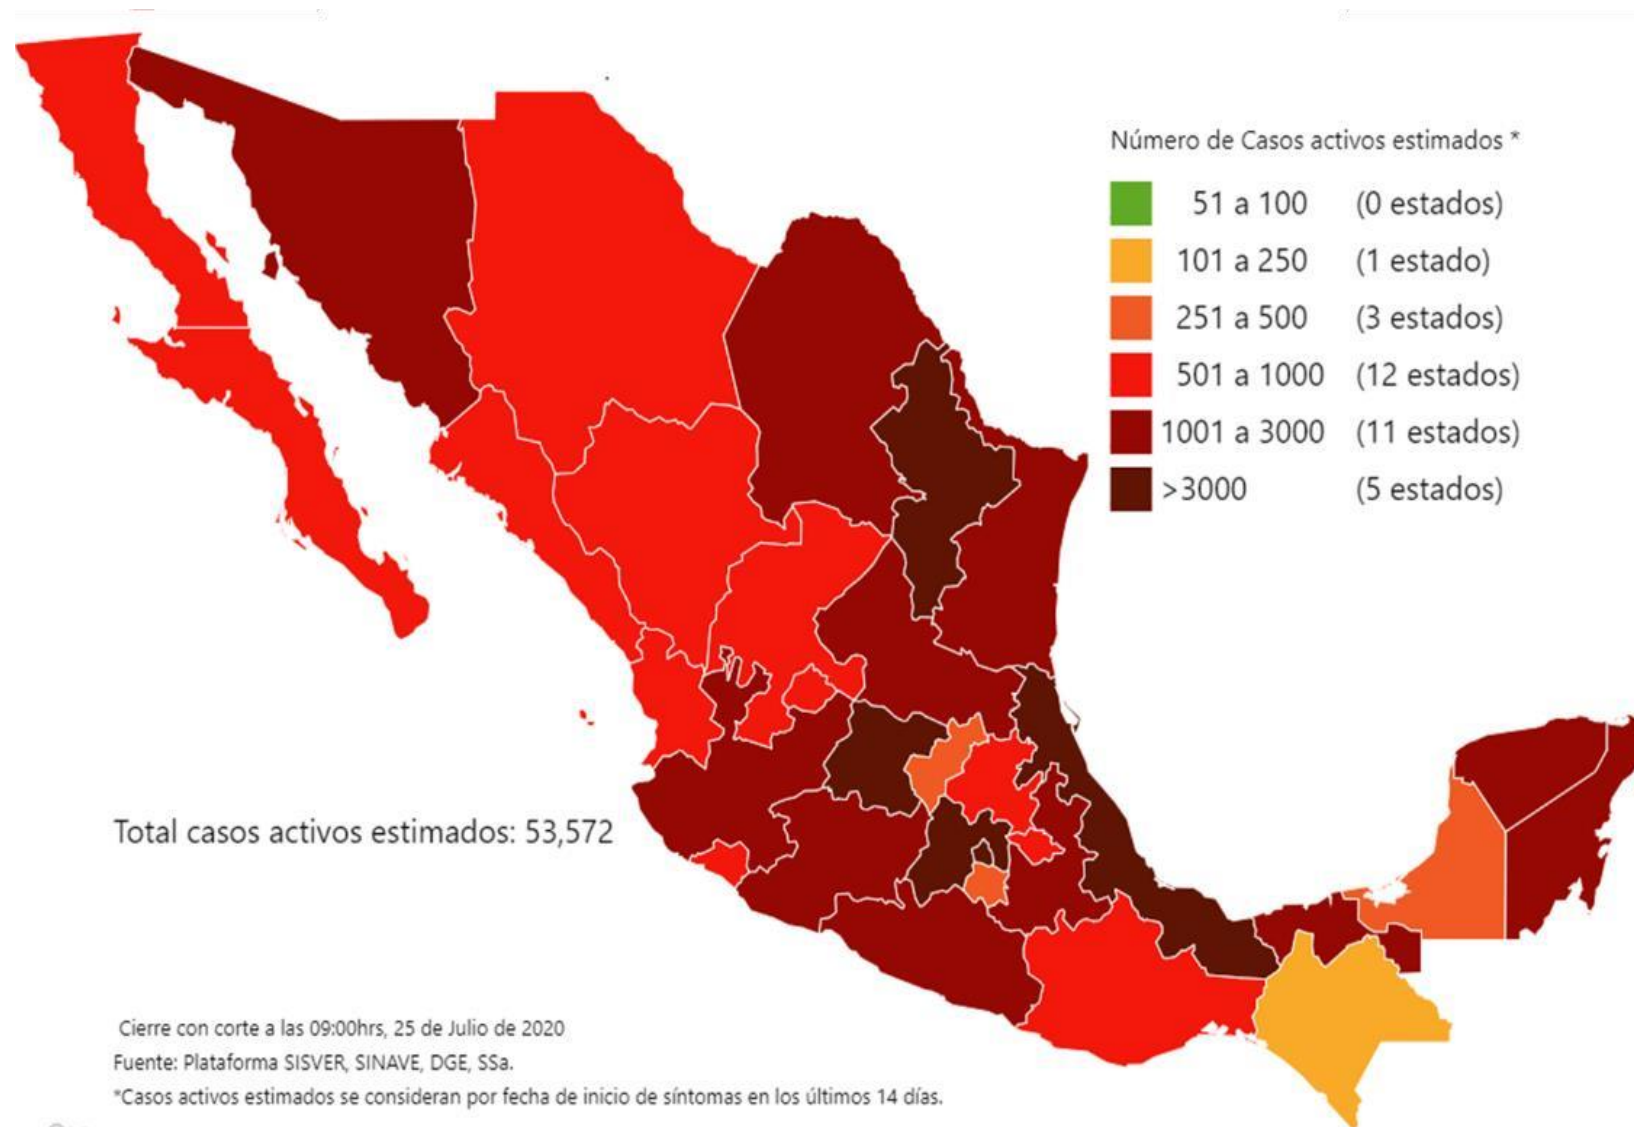 Número de Casos activos estimados *
51 a 100 (0 estados)
101 a 250 (1 estado)
251 a 500 (3 estados)
501 a 1000 (12 estados)
1001 a 3000 (11 estados)
>3000 (5 estados)
Total casos activos estimados: 53,572
Cierre con corte a las 09:00hrs, 25 de Julio de 2020
Fuente: Plataforma SISVER, SINAVE, DGE, SSa.
*Casos activos estimados se consideran por fecha de inicio de síntomas en los últimos 14 días.